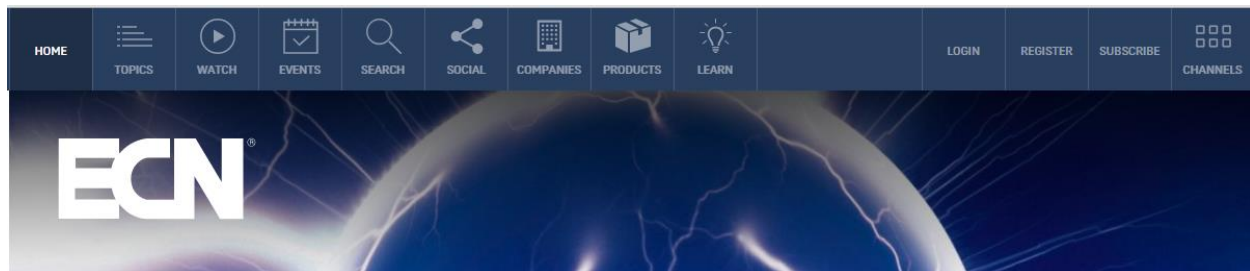 HOME
TOPICS
WATCH
EVENTS
SEARCH
SOCIAL
COMPANIES
PRODUCTS
LEARN
LOGIN
REGISTER
SUBSCRIBE
CHANNELS
ECN®